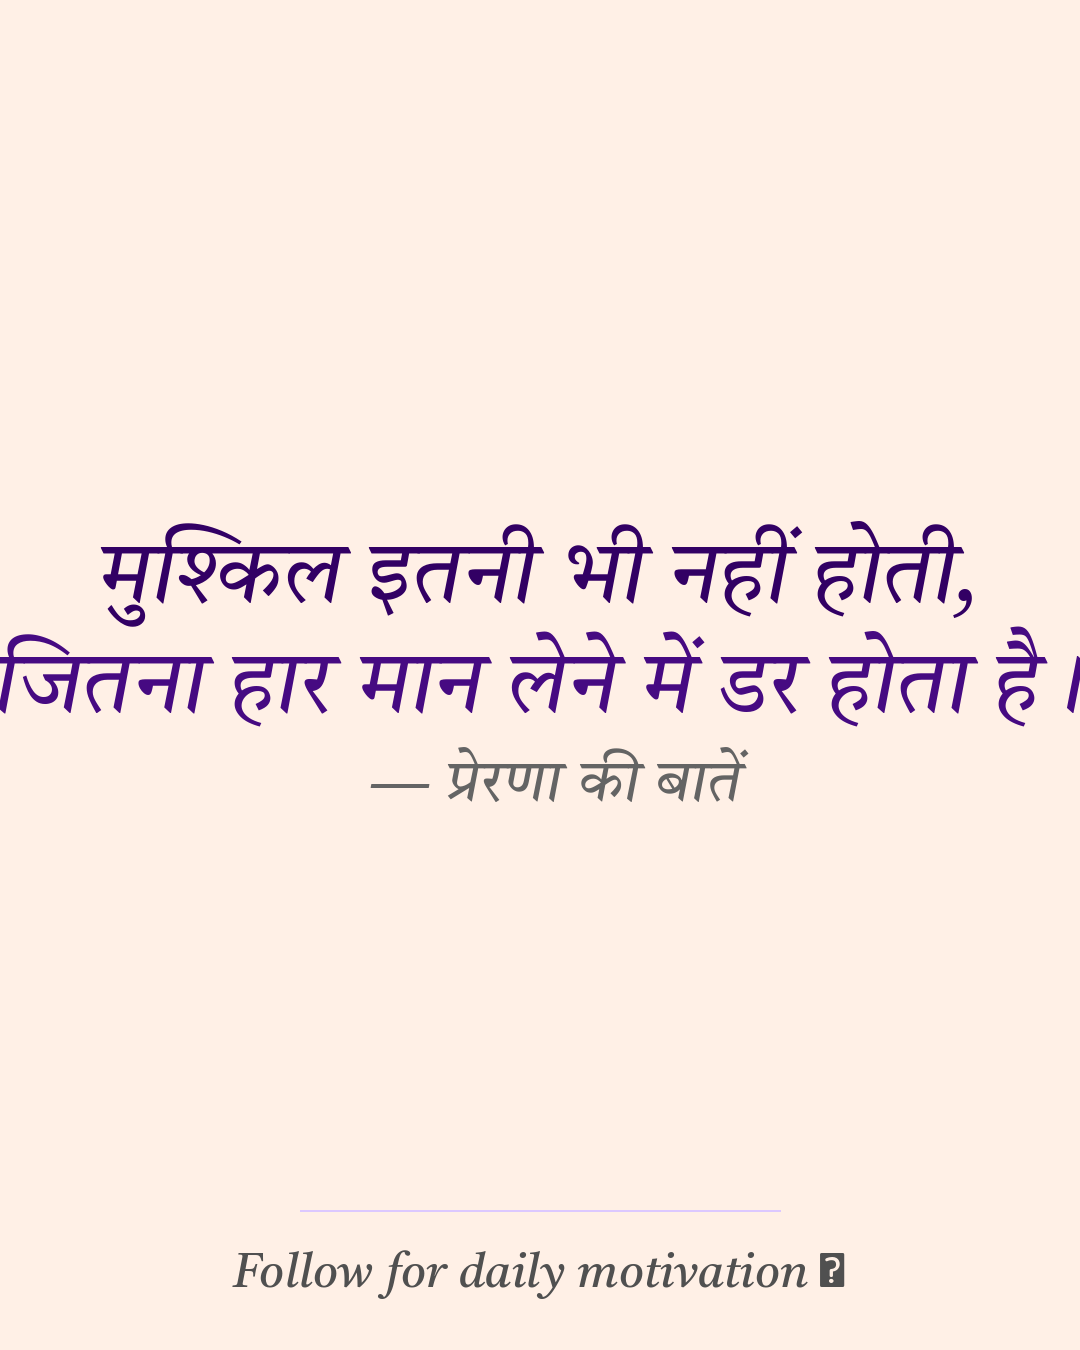 मुश्किल इतनी भी नहीं होती,
जितना हार मान लेने में डर होता है।
— प्रेरणा की बातें
Follow for daily motivation